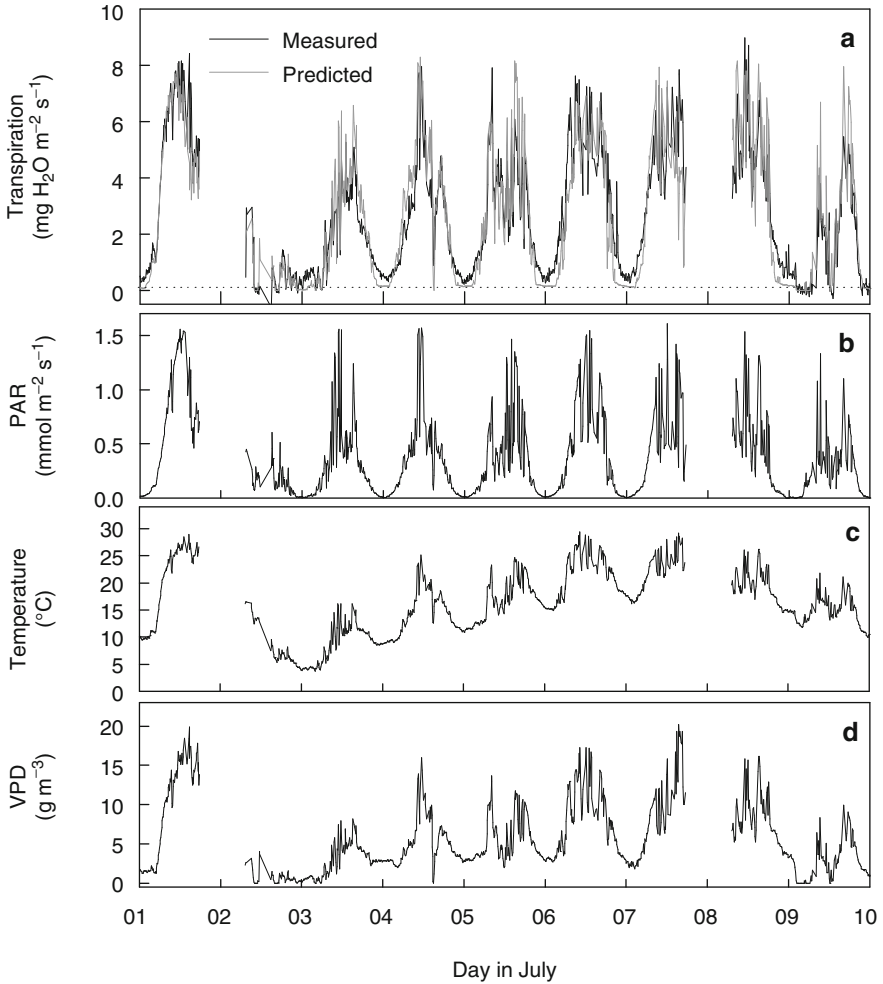 a
Measured
Predicted
Transpiration
(mg H₂O m⁻² s⁻¹)
10
8
6
4
2
0
b
PAR
(mmol m⁻² s⁻¹)
1.5
1.0
0.5
0.0
c
Temperature
(°C)
30
25
20
15
10
5
0
d
VPD
(g m⁻³)
20
15
10
5
0
01 02 03 04 05 06 07 08 09 10
Day in July